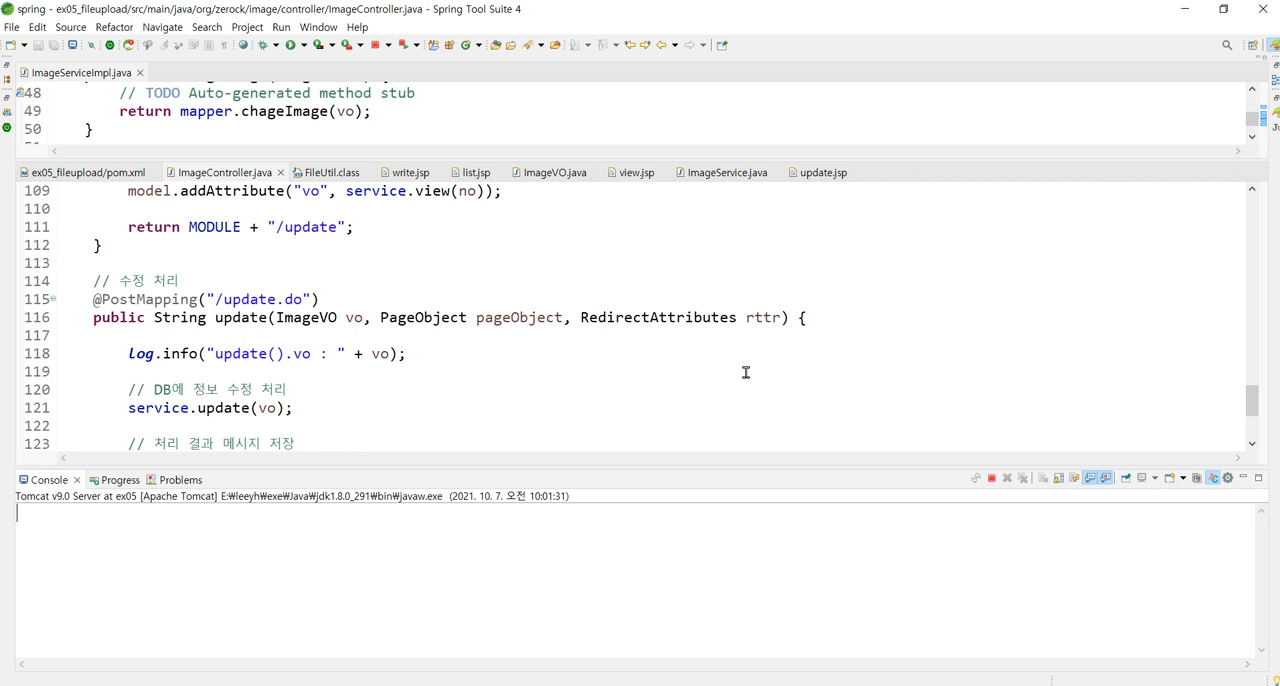 spring - ex05_fileupload/src/main/java/org/zerock/image/controller/ImageController.java - Spring Tool Suite 4
File Edit Source Refactor Navigate Search Project Run Window Help
ImageServiceImpl.java
48 // TODO Auto-generated method stub
49 return mapper.chageImage(vo);
50 }
ex05_fileupload/pom.xml ImageController.java FileUtil.class write.jsp list.jsp ImageVO.java view.jsp ImageService.java update.jsp
109 model.addAttribute("vo", service.view(no));
110
111 return MODULE + "/update";
112 }
113
114 // 수정 처리
115 @PostMapping("/update.do")
116 public String update(ImageVO vo, PageObject pageObject, RedirectAttributes rttr) {
117
118 log.info("update().vo : " + vo);
119
120 // DB에 정보 수정 처리
121 service.update(vo);
122
123 // 처리 결과 메시지 저장
Console Progress Problems
Tomcat v9.0 Server at ex05 [Apache Tomcat] E:₩leeyh₩exe₩Java₩jdk1.8.0_291₩bin₩javaw.exe (2021. 10. 7. 오전 10:01:31)